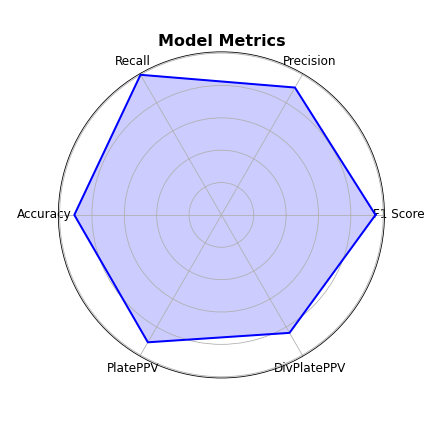 Model Metrics
Recall
Precision
Accuracy
F1 Score
PlatePPV
DivPlatePPV